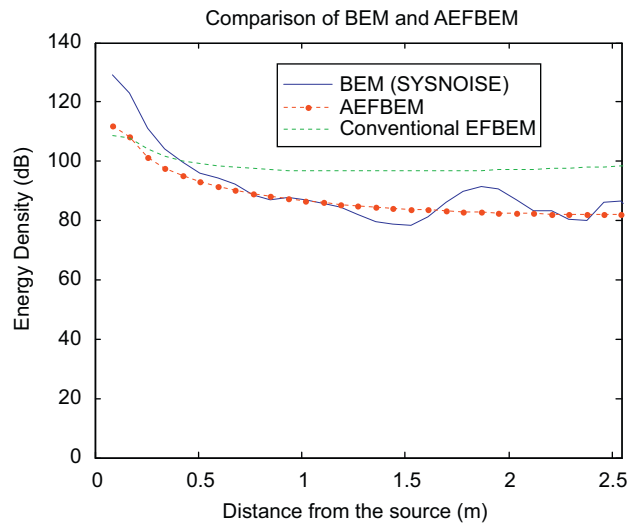 Comparison of BEM and AEFBEM
Energy Density (dB)
140
120
100
80
60
40
20
0
BEM (SYSNOISE)
AEFBEM
Conventional EFBEM
0 0.5 1 1.5 2 2.5
Distance from the source (m)